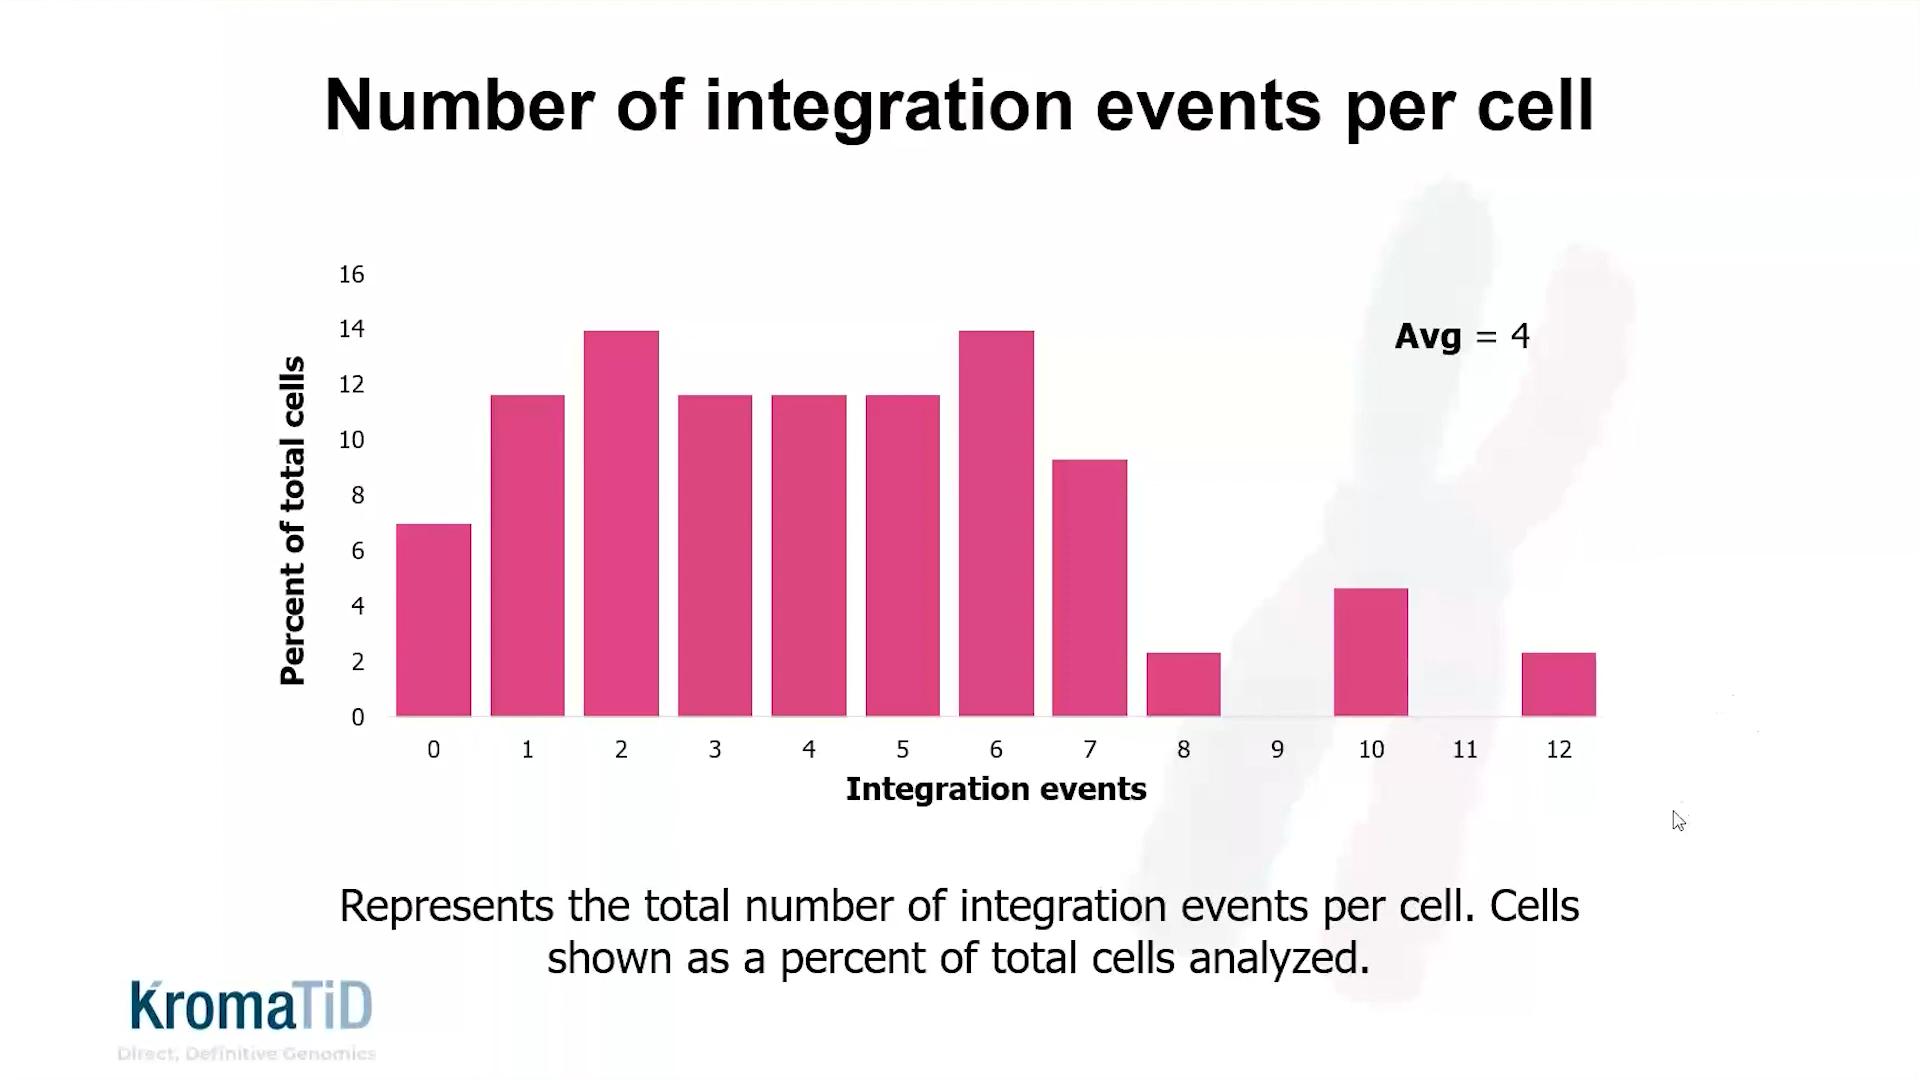 Number of integration events per cell
16
14
12
10
8
6
4
2
0
Percent of total cells
Avg = 4
0 1 2 3 4 5 6 7 8 9 10 11 12
Integration events
Represents the total number of integration events per cell. Cells
shown as a percent of total cells analyzed.
KromaTiD
Direct, Definitive Genomics